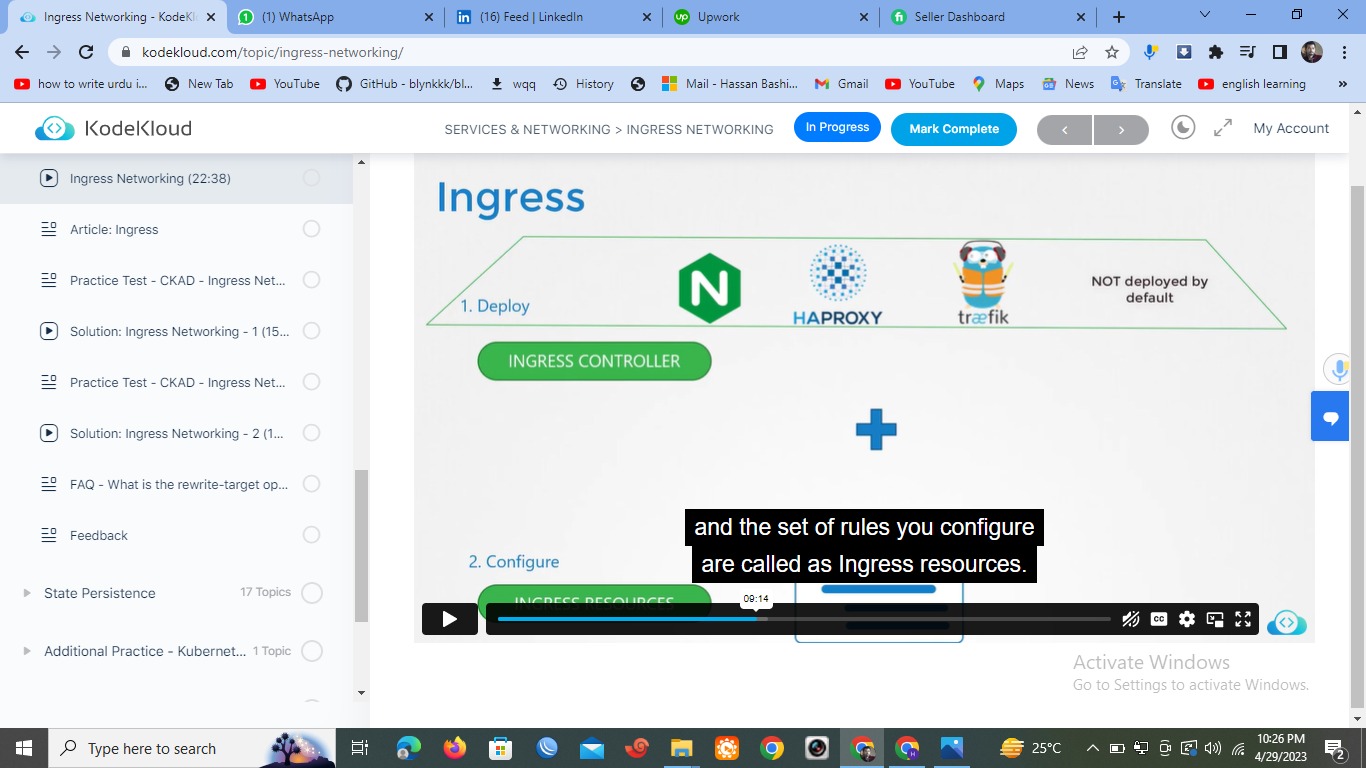 Ingress Networking - KodeKl
(1) WhatsApp
(16) Feed | LinkedIn
Upwork
Seller Dashboard
kodekloud.com/topic/ingress-networking/
how to write urdu i...
New Tab
YouTube
GitHub - blynkkk/bl...
wqq
History
Mail - Hassan Bashi...
Gmail
YouTube
Maps
News
Translate
english learning
KodeKloud
SERVICES & NETWORKING > INGRESS NETWORKING
In Progress
Mark Complete
My Account
Ingress Networking (22:38)
Article: Ingress
Practice Test - CKAD - Ingress Net...
Solution: Ingress Networking - 1 (15...
Practice Test - CKAD - Ingress Net...
Solution: Ingress Networking - 2 (1...
FAQ - What is the rewrite-target op...
Feedback
State Persistence
17 Topics
Additional Practice - Kubernet...
1 Topic
Ingress
1. Deploy
N
HAPROXY
træfik
NOT deployed by
default
INGRESS CONTROLLER
and the set of rules you configure
are called as Ingress resources.
2. Configure
INGRESS RESOURCES
09:14
CC
Activate Windows
Go to Settings to activate Windows.
Type here to search
25°C
10:26 PM
4/29/2023
2